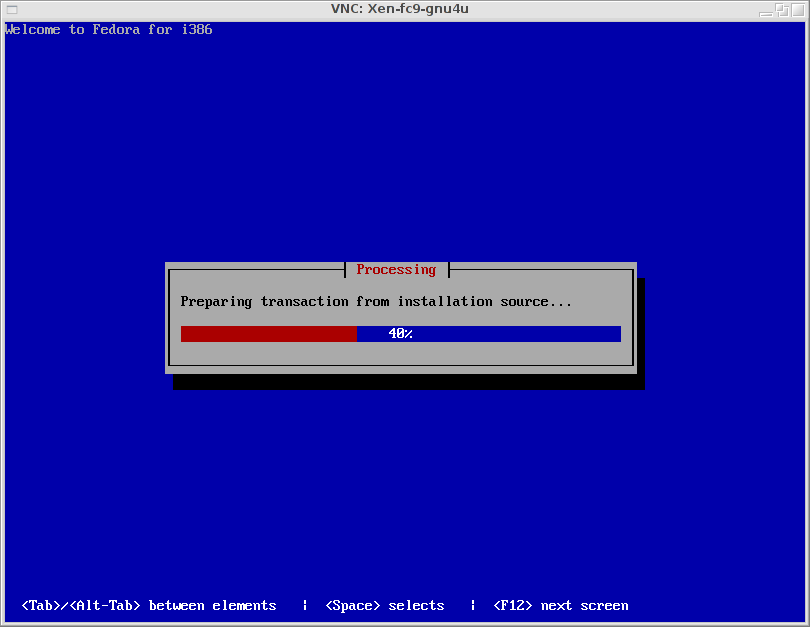 VNC: Xen-fc9-gnu4u
Welcome to Fedora for i386
Processing
Preparing transaction from installation source...
40%
<Tab>/<Alt-Tab> between elements   |  <Space> selects   |  <F12> next screen